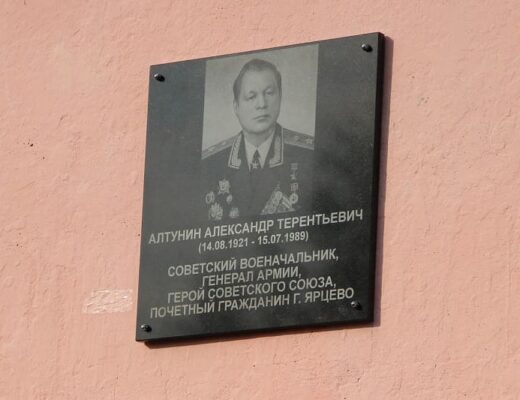 АЛТУНИН АЛЕКСАНДР ТЕРЕНТЬЕВИЧ
(14.08.1921 - 15.07.1989)
СОВЕТСКИЙ ВОЕНАЧАЛЬНИК,
ГЕНЕРАЛ АРМИИ,
ГЕРОЙ СОВЕТСКОГО СОЮЗА,
ПОЧЕТНЫЙ ГРАЖДАНИН Г. ЯРЦЕВО